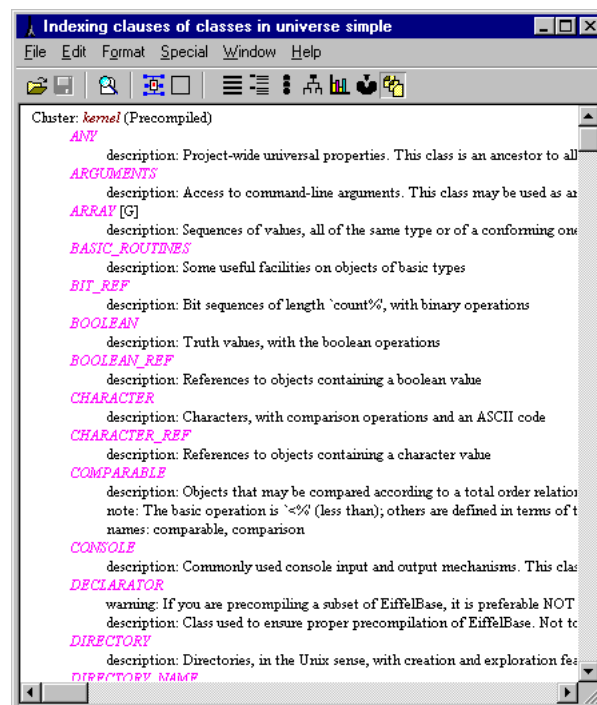 Indexing clauses of classes in universe simple
File Edit Format Special Window Help
Cluster: kernel (Precompiled)
ANY
description: Project-wide universal properties. This class is an ancestor to all
ARGUMENTS
description: Access to command-line arguments. This class may be used as an
ARRAY [G]
description: Sequences of values, all of the same type or of a conforming one
BASIC_ROUTINES
description: Some useful facilities on objects of basic types
BIT_REF
description: Bit sequences of length `count%', with binary operations
BOOLEAN
description: Truth values, with the boolean operations
BOOLEAN_REF
description: References to objects containing a boolean value
CHARACTER
description: Characters, with comparison operations and an ASCII code
CHARACTER_REF
description: References to objects containing a character value
COMPARABLE
description: Objects that may be compared according to a total order relation
note: The basic operation is `<%' (less than); others are defined in terms of t
names: comparable, comparison
CONSOLE
description: Commonly used console input and output mechanisms. This clas
DECLARATOR
warning: If you are precompiling a subset of EiffelBase, it is preferable NOT
description: Class used to ensure proper precompilation of EiffelBase. Not to
DIRECTORY
description: Directories, in the Unix sense, with creation and exploration fea
DIRECTORY_NAME